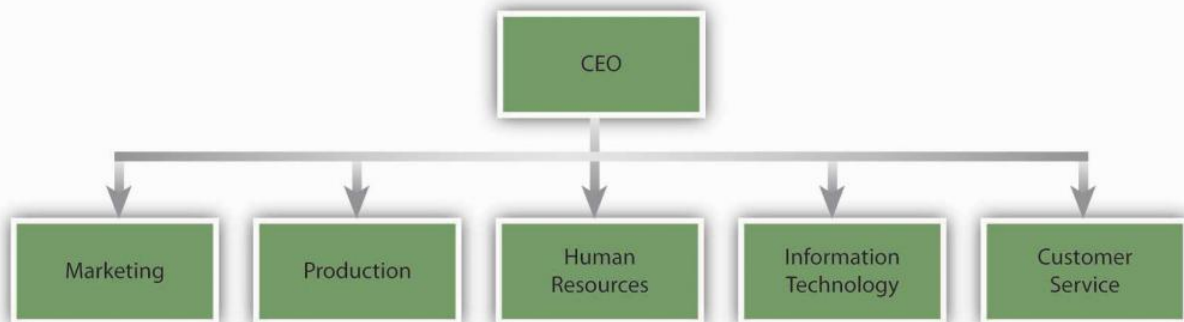 CEO
Marketing
Production
Human
Resources
Information
Technology
Customer
Service